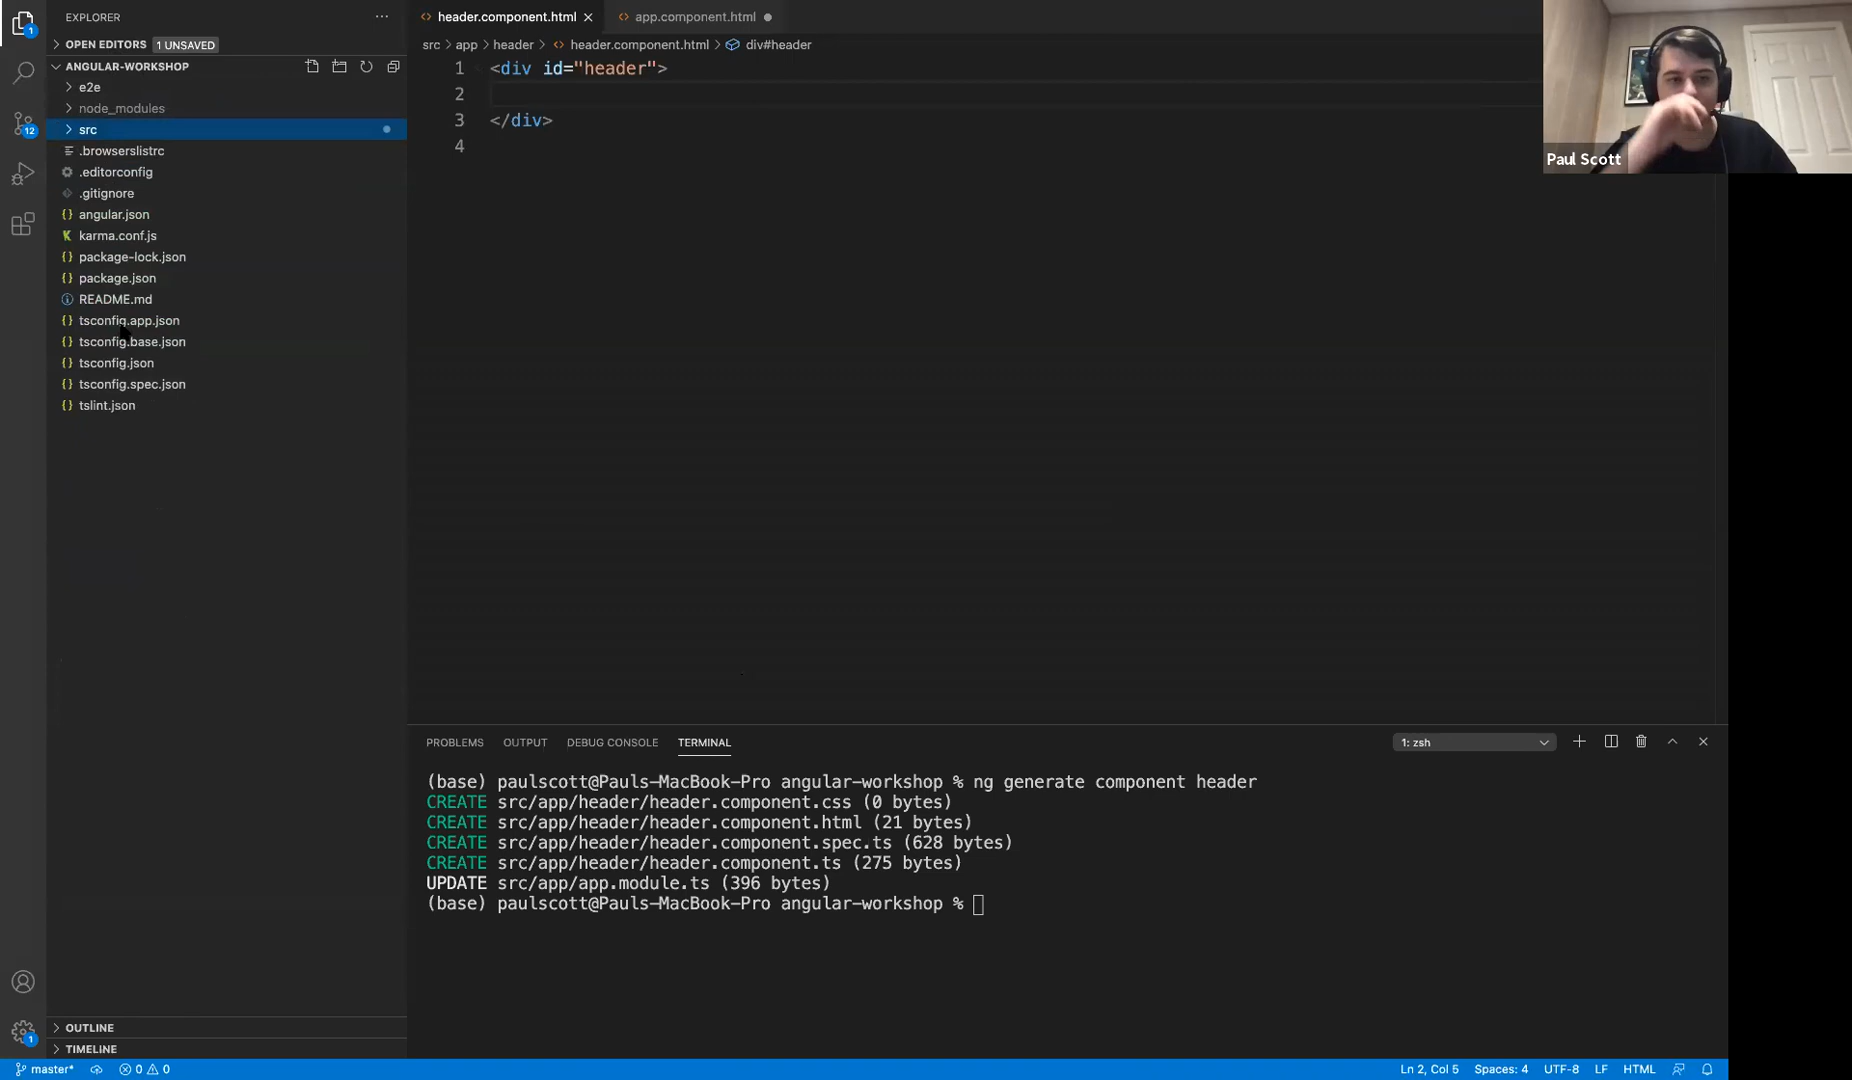 EXPLORER
OPEN EDITORS 1 UNSAVED
ANGULAR-WORKSHOP
e2e
node_modules
src
.browserslistrc
.editorconfig
.gitignore
angular.json
karma.conf.js
package-lock.json
package.json
README.md
tsconfig.app.json
tsconfig.base.json
tsconfig.json
tsconfig.spec.json
tslint.json
OUTLINE
TIMELINE
1
12
1
header.component.html
app.component.html
src > app > header > header.component.html > div#header
1 <div id="header">
2
3 </div>
4
Paul Scott
PROBLEMS OUTPUT DEBUG CONSOLE TERMINAL
1: zsh
(base) paulscott@Pauls-MacBook-Pro angular-workshop % ng generate component header
CREATE src/app/header/header.component.css (0 bytes)
CREATE src/app/header/header.component.html (21 bytes)
CREATE src/app/header/header.component.spec.ts (628 bytes)
CREATE src/app/header/header.component.ts (275 bytes)
UPDATE src/app/app.module.ts (396 bytes)
(base) paulscott@Pauls-MacBook-Pro angular-workshop %
master* 0 0
Ln 2, Col 5 Spaces: 4 UTF-8 LF HTML